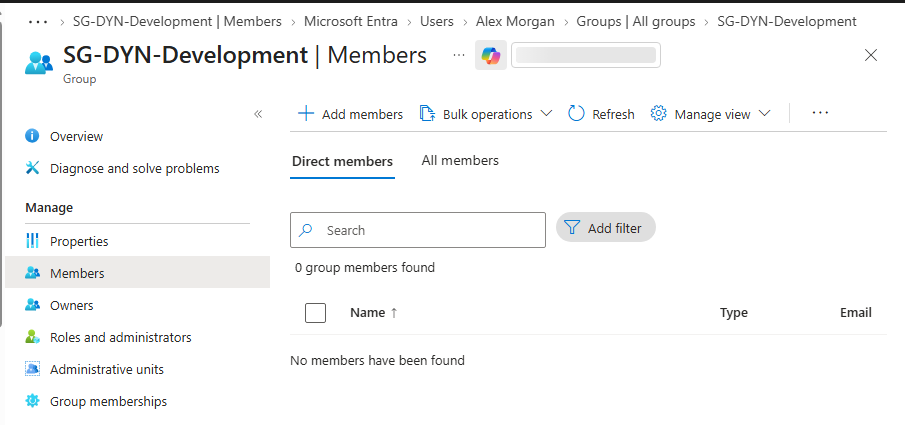 ··· > SG-DYN-Development | Members > Microsoft Entra > Users > Alex Morgan > Groups | All groups > SG-DYN-Development
SG-DYN-Development | Members ···
Group
«
Overview
Diagnose and solve problems
Manage
Properties
Members
Owners
Roles and administrators
Administrative units
Group memberships
Add members Bulk operations Refresh Manage view ···
Direct members All members
Search Add filter
0 group members found
Name ↑ Type Email
No members have been found